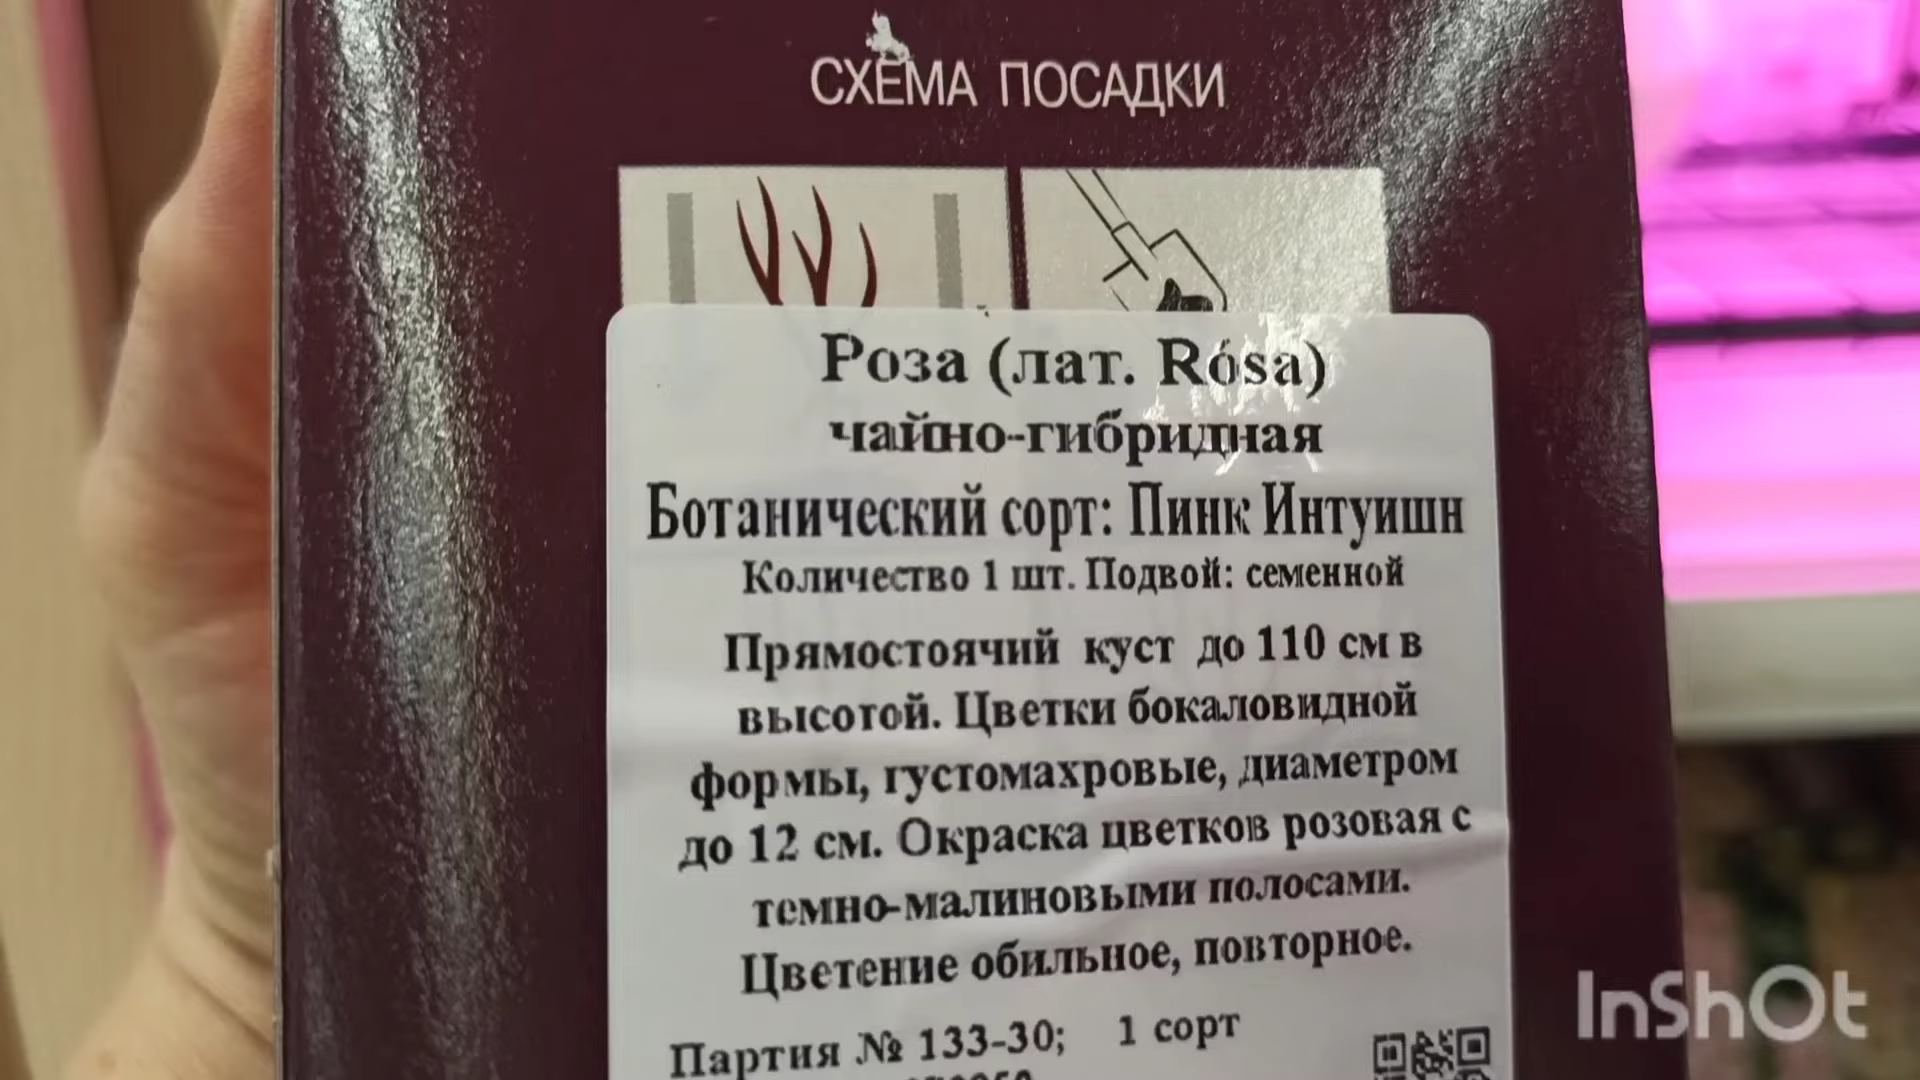 СХЕМА ПОСАДКИ
Роза (лат. Rósa)
чайно-гибридная
Ботанический сорт: Пинк Интуишн
Количество 1 шт. Подвой: семенной
Прямостоячий куст до 110 см в
высотой. Цветки бокаловидной
формы, густомахровые, диаметром
до 12 см. Окраска цветков розовая с
темно-малиновыми полосами.
Цветение обильное, повторное.
Партия № 133-30; 1 сорт
InShOt